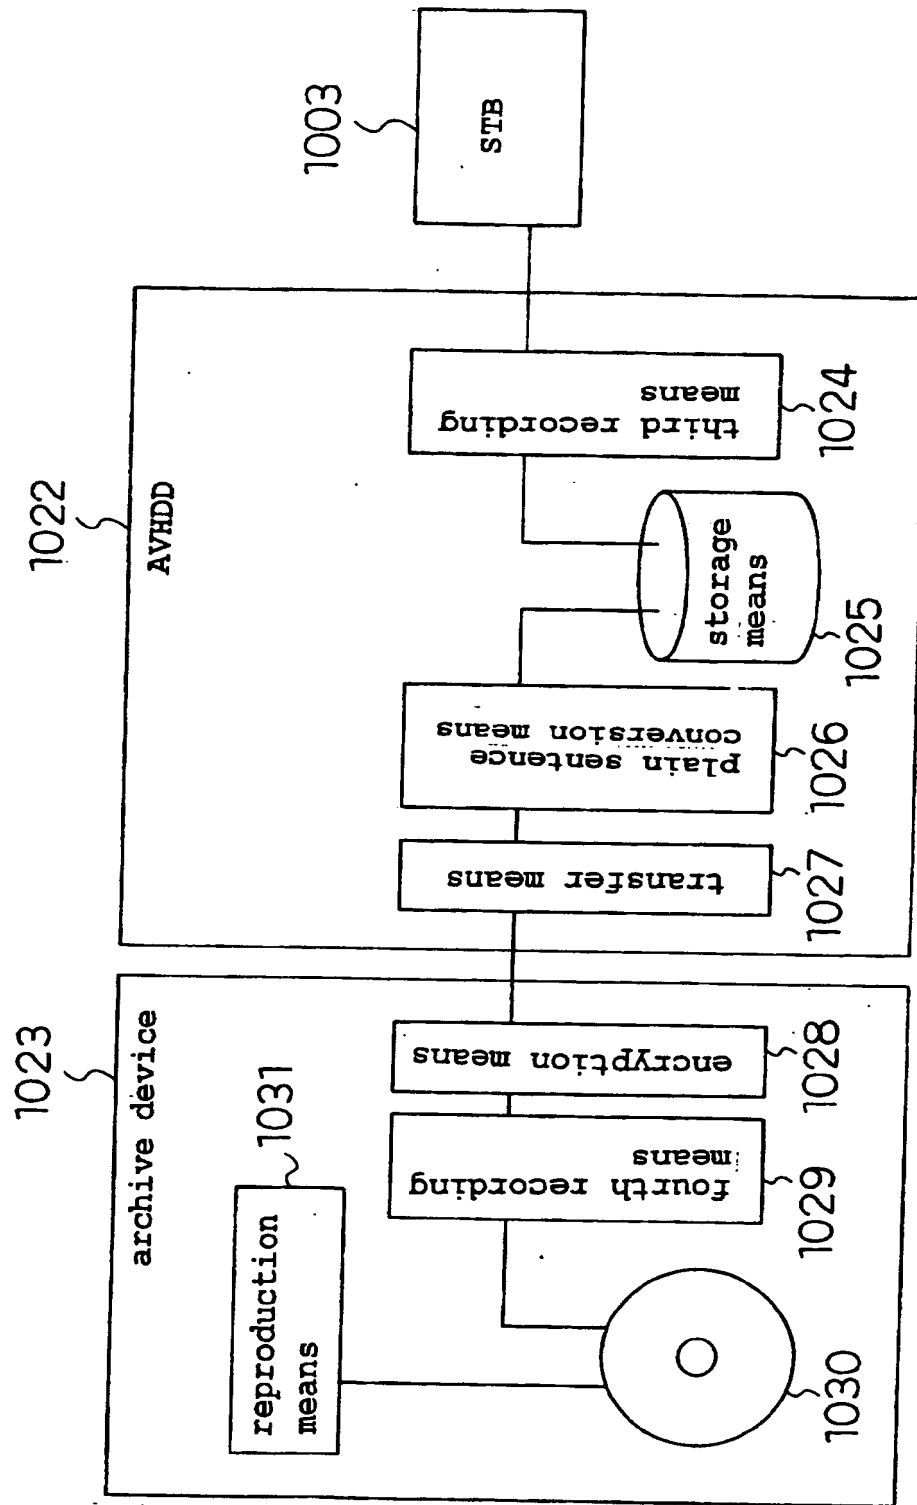 1023
archive device
1031
reproduction
means
1030
fourth recording
means
1029
encryption means
1028
1022
AVHDD
transfer means
1027
plain sentence
conversion means
1026
storage
means
1025
third recording
means
1024
1003
STB